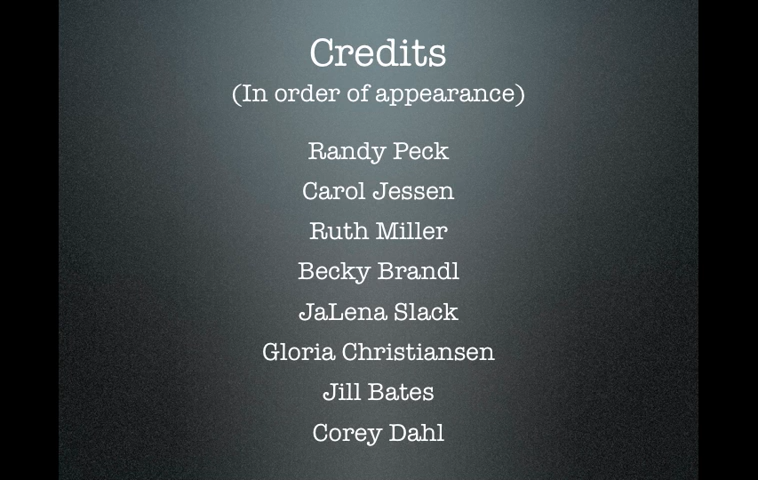 Credits
(In order of appearance)
Randy Peck
Carol Jessen
Ruth Miller
Becky Brandl
JaLena Slack
Gloria Christiansen
Jill Bates
Corey Dahl